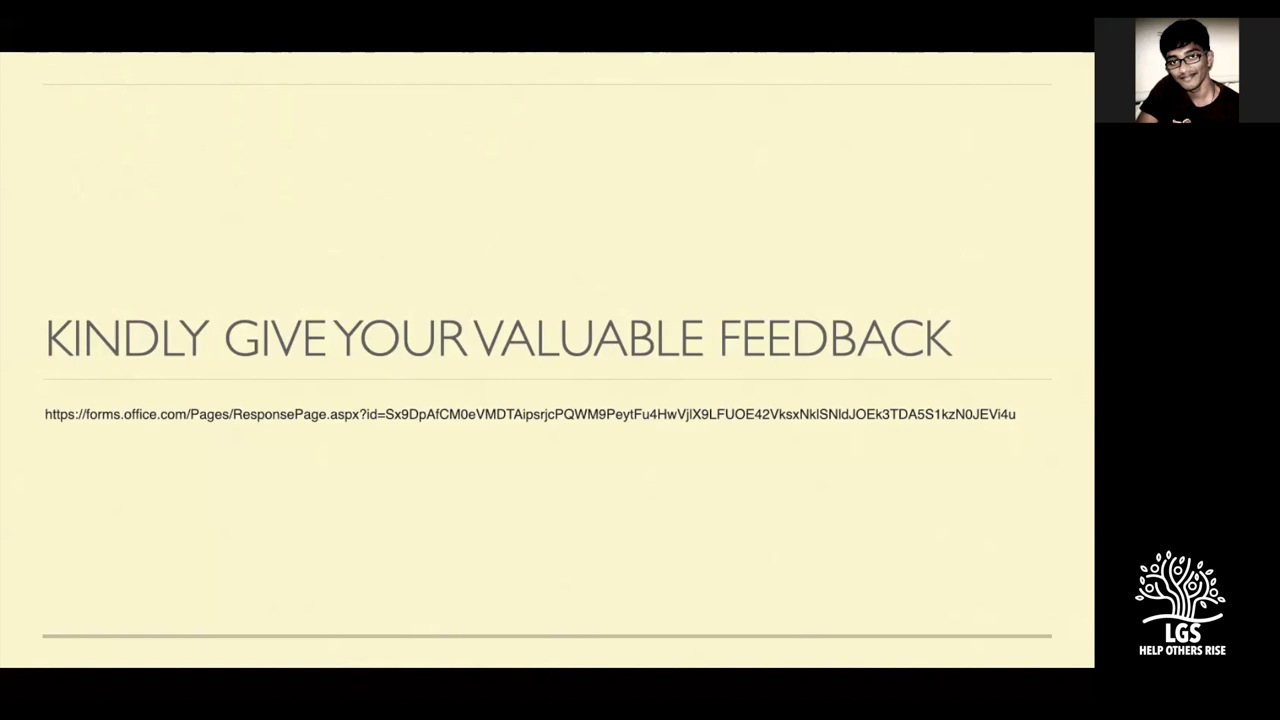 KINDLY GIVE YOUR VALUABLE FEEDBACK
https://forms.office.com/Pages/ResponsePage.aspx?id=Sx9DpAfCM0eVMDTAipsrjcPQWM9PeytFu4HwVjlX9LFUOE42VksxNklSNldJOEk3TDA5S1kzN0JEVi4u
LGS
HELP OTHERS RISE